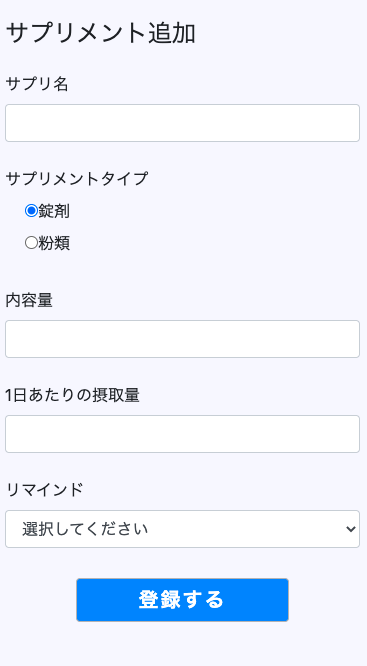 サプリメント追加
サプリ名
サプリメントタイプ
錠剤
粉類
内容量
1日あたりの摂取量
リマインド
選択してください
登録する